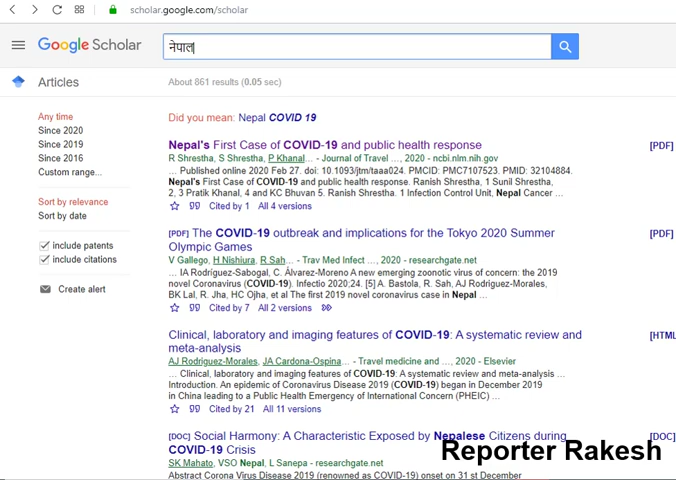 scholar.google.com/scholar
Google Scholar
नेपाल
Articles
About 861 results (0.05 sec)
Any time
Since 2020
Since 2019
Since 2016
Custom range...
Sort by relevance
Sort by date
include patents
include citations
Create alert
Did you mean: Nepal COVID 19
Nepal's First Case of COVID-19 and public health response
[PDF]
R Shrestha, S Shrestha, P Khanal... - Journal of Travel ..., 2020 - ncbi.nlm.nih.gov
... Published online 2020 Feb 27. doi: 10.1093/jtm/taaa024. PMCID: PMC7107523. PMID: 32104884.
Nepal's First Case of COVID-19 and public health response. Ranish Shrestha, 1 Sunil Shrestha,
2, 3 Pratik Khanal, 4 and KC Bhuvan 5. Ranish Shrestha. 1 Infection Control Unit, Nepal Cancer ...
Cited by 1 All 4 versions
[PDF] The COVID-19 outbreak and implications for the Tokyo 2020 Summer
Olympic Games
[PDF]
V Gallego, H Nishiura, R Sah... - Trav Med Infect ..., 2020 - researchgate.net
... IA Rodríguez-Sabogal, C. Álvarez-Moreno A new emerging zoonotic virus of concern: the 2019
novel Coronavirus (COVID-19). Infectio 2020;24. [5] A. Bastola, R. Sah, AJ Rodriguez-Morales,
BK Lal, R. Jha, HC Ojha, et al The first 2019 novel coronavirus case in Nepal ...
Cited by 7 All 2 versions
Clinical, laboratory and imaging features of COVID-19: A systematic review and
meta-analysis
[HTML
AJ Rodriguez-Morales, JA Cardona-Ospina... - Travel medicine and ..., 2020 - Elsevier
... Clinical, laboratory and imaging features of COVID-19: A systematic review and meta-analysis ...
Introduction. An epidemic of Coronavirus Disease 2019 (COVID-19) began in December 2019
in China leading to a Public Health Emergency of International Concern (PHEIC) ...
Cited by 21 All 11 versions
[DOC] Social Harmony: A Characteristic Exposed by Nepalese Citizens during
COVID-19 Crisis
[DOC]
SK Mahato, VSO Nepal, L Sanepa - researchgate.net
Abstract Corona Virus Disease 2019 (renowned as COVID-19) onset on 31 st December
Reporter Rakesh